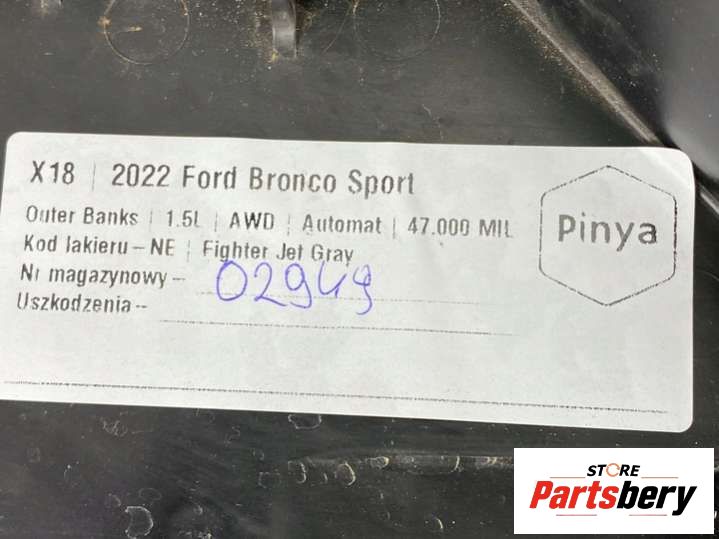 X18 | 2022 Ford Bronco Sport
Outer Banks | 1.5L | AWD | Automat | 47.000 MIL
Kod lakieru – NE | Fighter Jet Gray
Nr magazynowy – 02949
Uszkodzenia –
Pinya
STORE
Partsbery